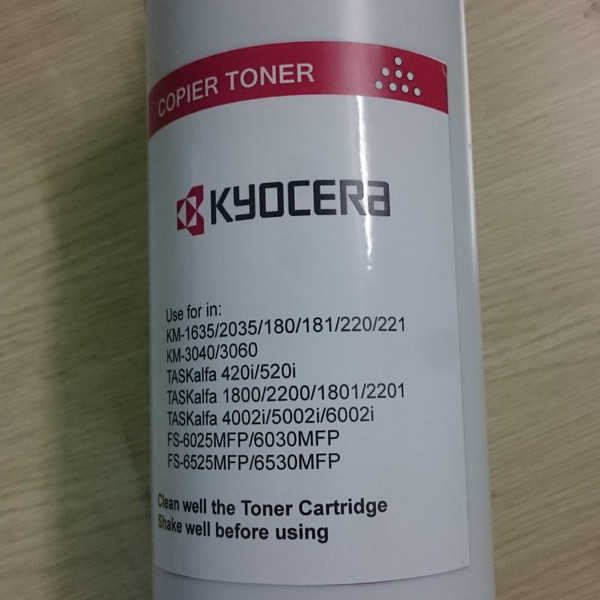 COPIER TONER
KYOCERA
Use for in:
KM-1635/2035/180/181/220/221
KM-3040/3060
TASKalfa 420i/520i
TASKalfa 1800/2200/1801/2201
TASKalfa 4002i/5002i/6002i
FS-6025MFP/6030MFP
FS-6525MFP/6530MFP
Clean well the Toner Cartridge
Shake well before using